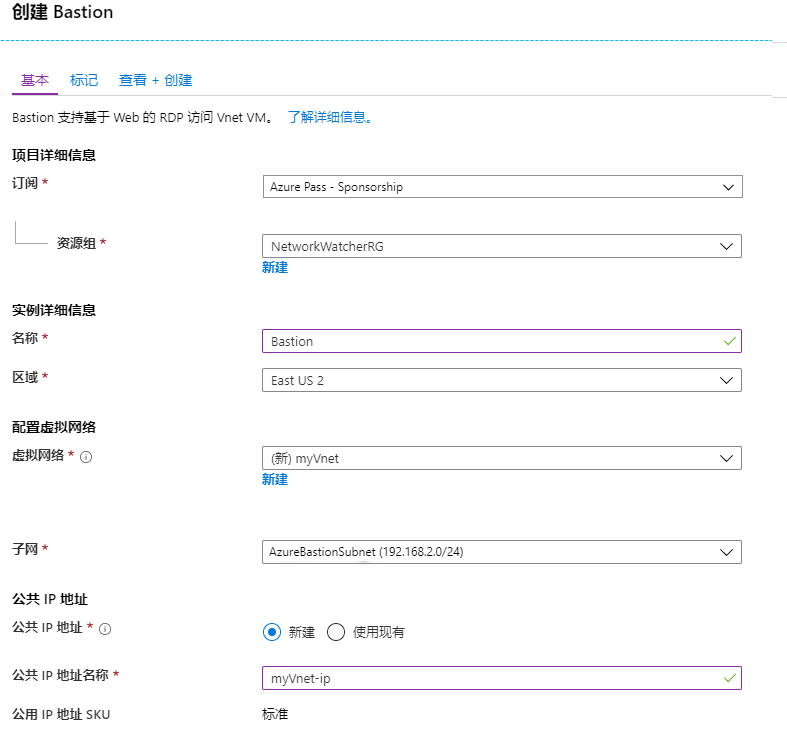 创建 Bastion
基本 标记 查看 + 创建
Bastion 支持基于 Web 的 RDP 访问 Vnet VM。 了解详细信息。
项目详细信息
订阅 * Azure Pass - Sponsorship
资源组 * NetworkWatcherRG
新建
实例详细信息
名称 * Bastion
区域 * East US 2
配置虚拟网络
虚拟网络 * (新) myVnet
新建
子网 * AzureBastionSubnet (192.168.2.0/24)
公共 IP 地址
公共 IP 地址 * 新建 使用现有
公共 IP 地址名称 * myVnet-ip
公用 IP 地址 SKU 标准